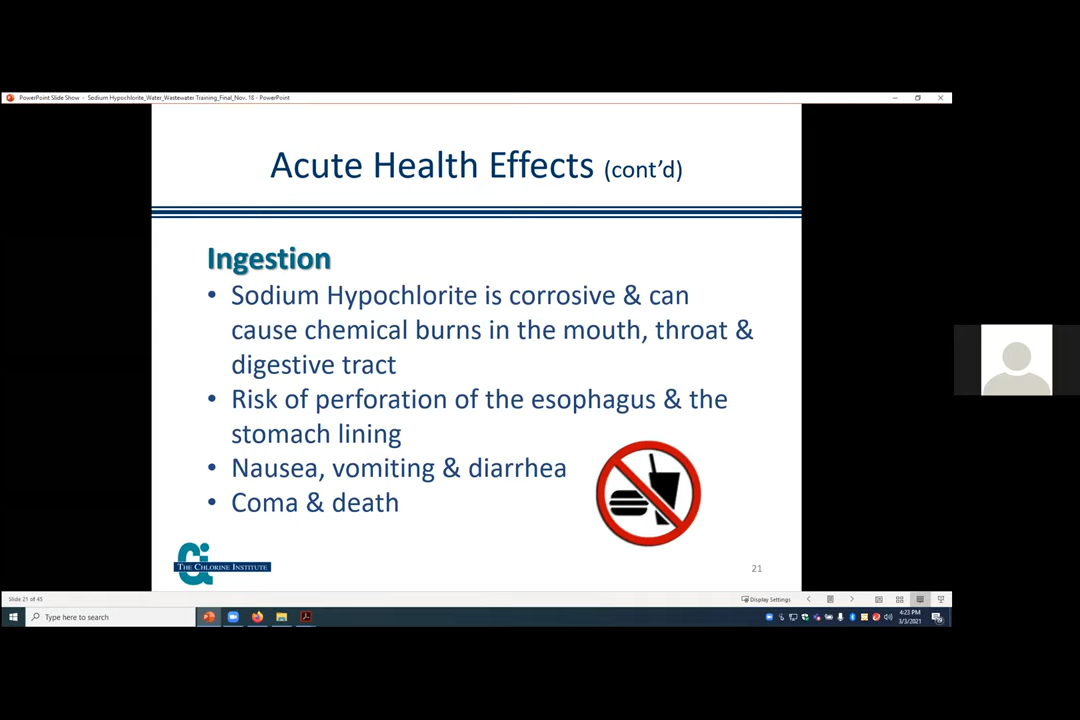 PowerPoint Slide Show - Sodium Hypochlorite_Water_Wastewater Training_Final_Nov. 18 - PowerPoint
Acute Health Effects (cont’d)
Ingestion
• Sodium Hypochlorite is corrosive & can
cause chemical burns in the mouth, throat &
digestive tract
• Risk of perforation of the esophagus & the
stomach lining
• Nausea, vomiting & diarrhea
• Coma & death
THE CHLORINE INSTITUTE
21
Slide 21 of 45
Display Settings
Type here to search
4:23 PM
3/3/2021